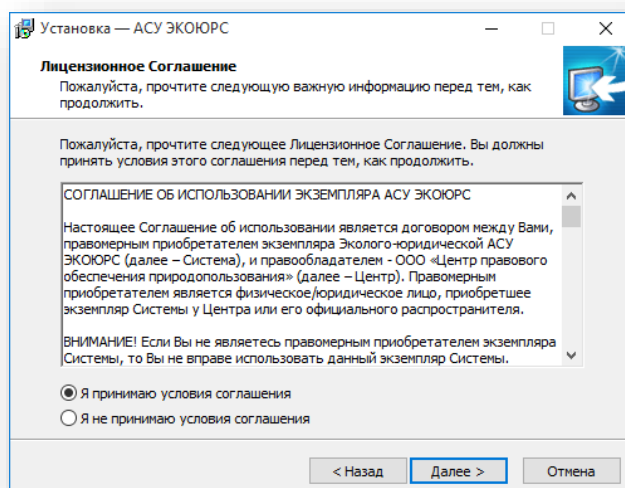 Установка — АСУ ЭКОЮРС
Лицензионное Соглашение
Пожалуйста, прочтите следующую важную информацию перед тем, как
продолжить.
Пожалуйста, прочтите следующее Лицензионное Соглашение. Вы должны
принять условия этого соглашения перед тем, как продолжить.
СОГЛАШЕНИЕ ОБ ИСПОЛЬЗОВАНИИ ЭКЗЕМПЛЯРА АСУ ЭКОЮРС
Настоящее Соглашение об использовании является договором между Вами,
правомерным приобретателем экземпляра Эколого-юридической АСУ
ЭКОЮРС (далее – Система), и правообладателем - ООО «Центр правового
обеспечения природопользования» (далее – Центр). Правомерным
приобретателем является физическое/юридическое лицо, приобретшее
экземпляр Системы у Центра или его официального распространителя.
ВНИМАНИЕ! Если Вы не являетесь правомерным приобретателем экземпляра
Системы, то Вы не вправе использовать данный экземпляр Системы.
Я принимаю условия соглашения
Я не принимаю условия соглашения
< Назад Далее > Отмена